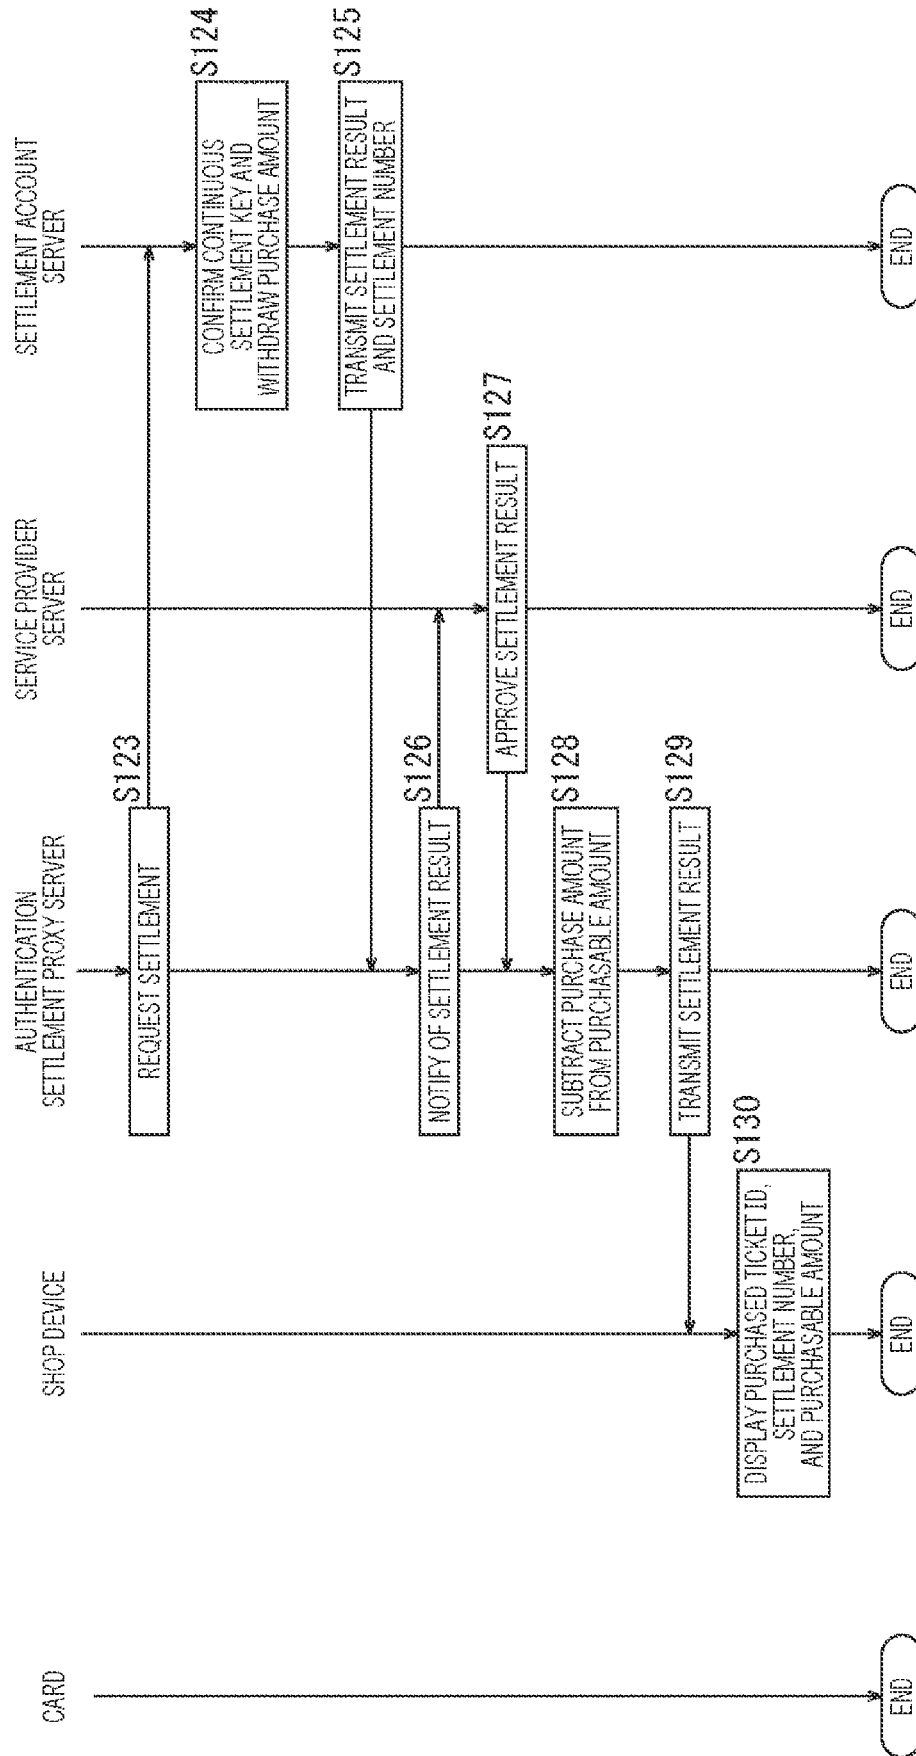 CARD
SHOP DEVICE
AUTHENTICATION
SETTLEMENT PROXY SERVER
SERVICE PROVIDER
SERVER
SETTLEMENT ACCOUNT
SERVER
S123
REQUEST SETTLEMENT
S124
CONFIRM CONTINUOUS
SETTLEMENT KEY AND
WITHDRAW PURCHASE AMOUNT
S125
TRANSMIT SETTLEMENT RESULT
AND SETTLEMENT NUMBER
S126
NOTIFY OF SETTLEMENT RESULT
S127
APPROVE SETTLEMENT RESULT
S128
SUBTRACT PURCHASE AMOUNT
FROM PURCHASABLE AMOUNT
S129
TRANSMIT SETTLEMENT RESULT
S130
DISPLAY PURCHASED TICKET ID,
SETTLEMENT NUMBER,
AND PURCHASABLE AMOUNT
END
END
END
END
END